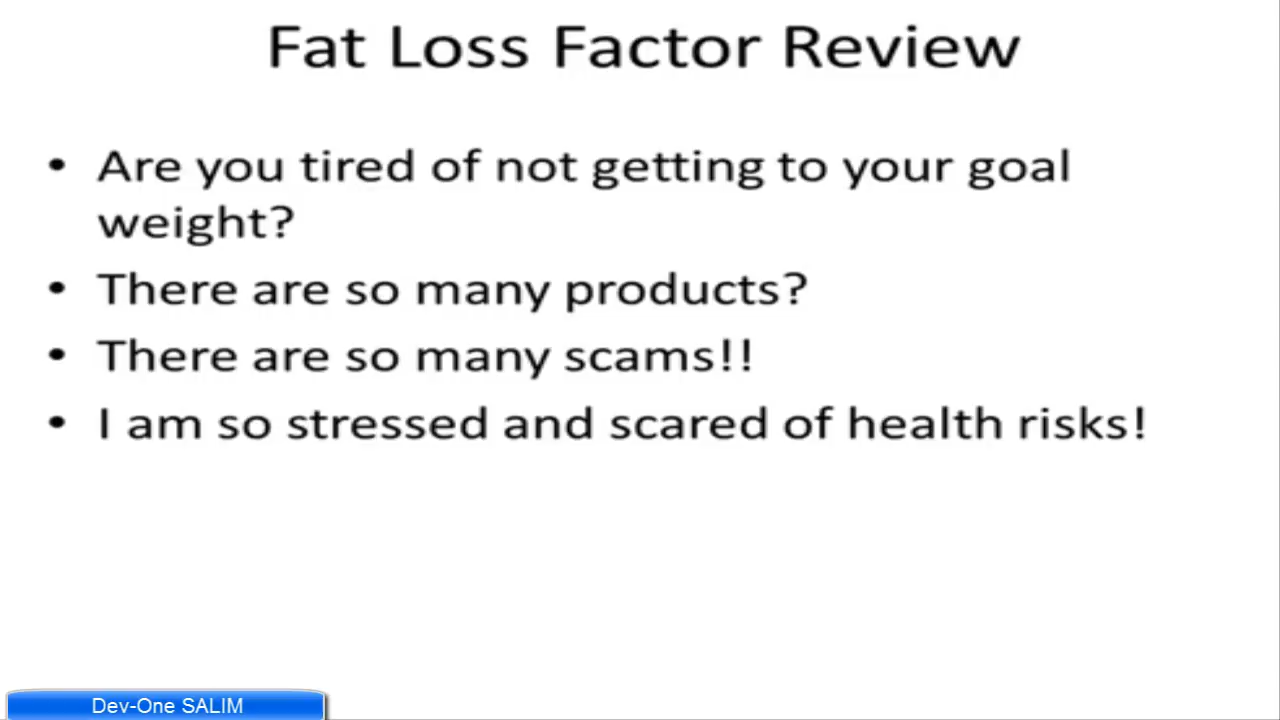 Fat Loss Factor Review
• Are you tired of not getting to your goal
weight?
• There are so many products?
• There are so many scams!!
• I am so stressed and scared of health risks!
Dev-One SALIM